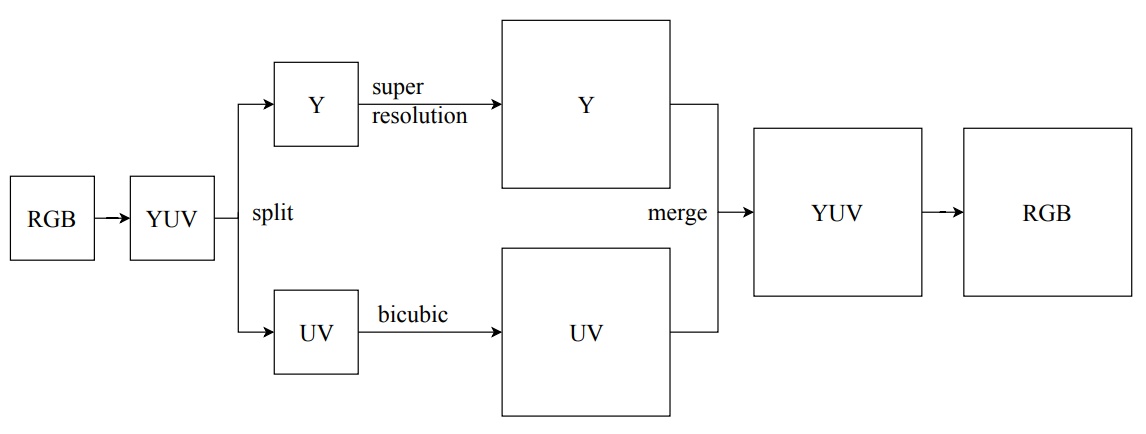 RGB
YUV
split
Y
super
resolution
Y
UV
bicubic
UV
merge
YUV
RGB